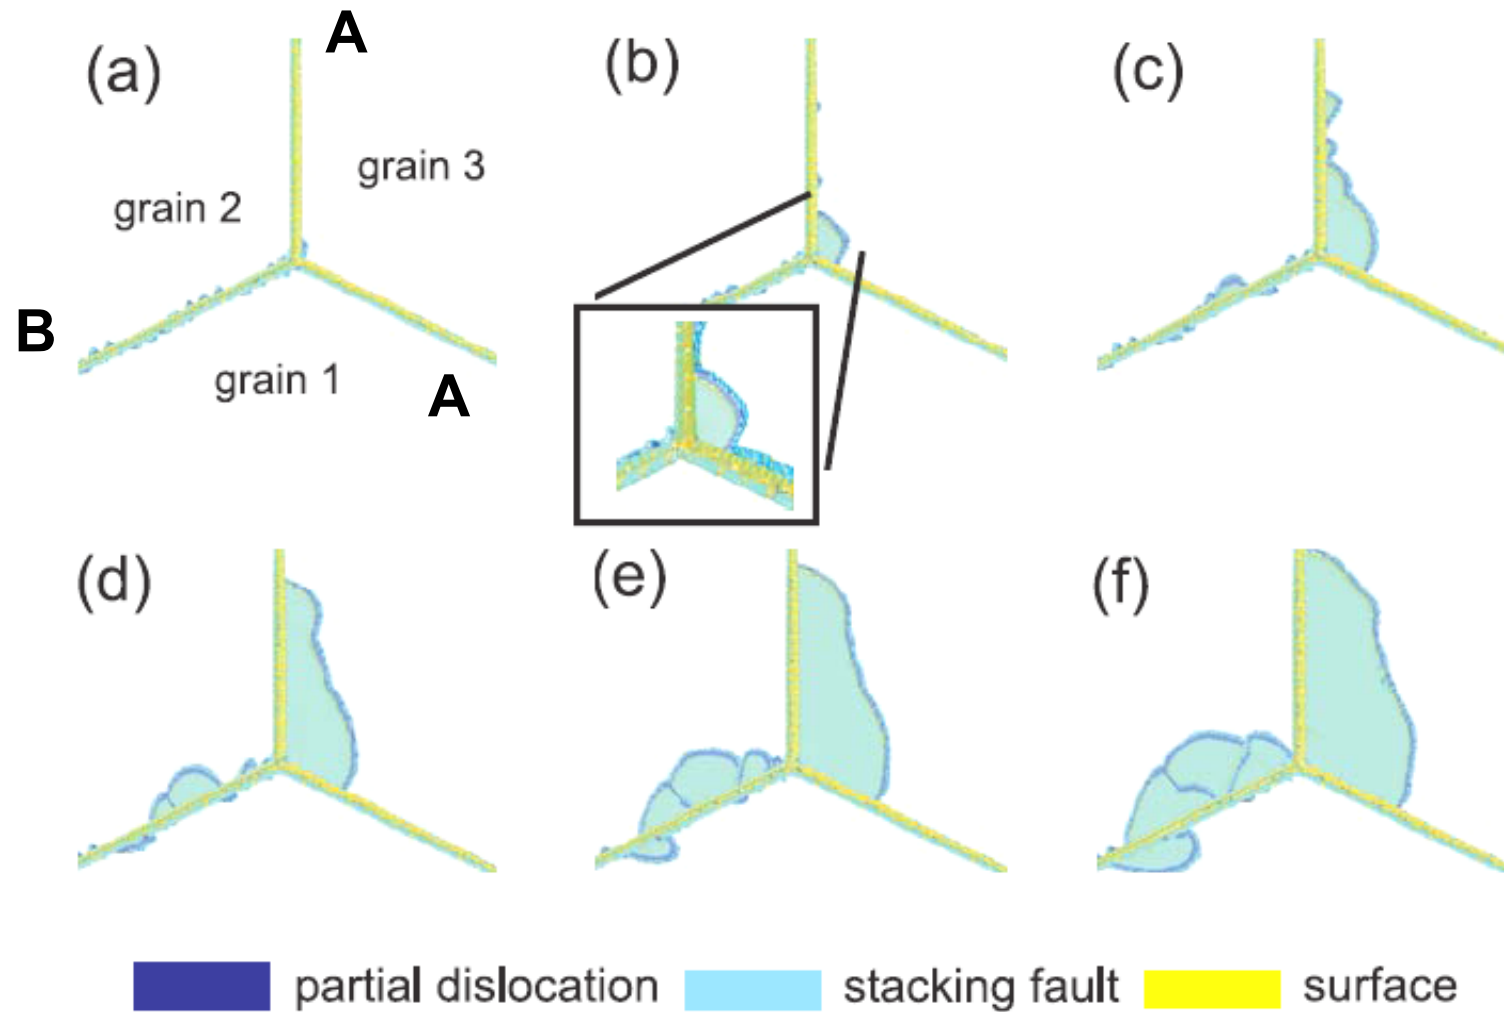 (a)
A
(b)
(c)
grain 3
grain 2
B
grain 1
A
(d)
(e)
(f)
partial dislocation
stacking fault
surface